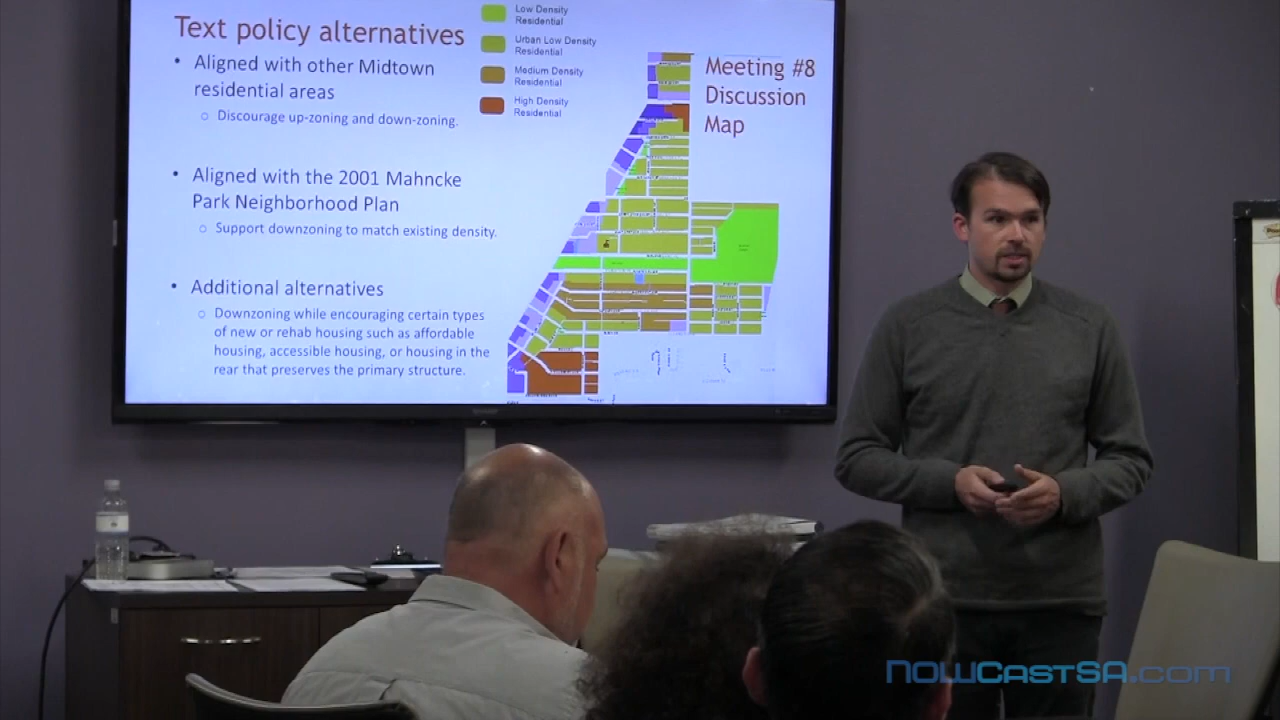 Text policy alternatives
• Aligned with other Midtown
residential areas
○ Discourage up-zoning and down-zoning.
• Aligned with the 2001 Mahncke
Park Neighborhood Plan
○ Support downzoning to match existing density.
• Additional alternatives
○ Downzoning while encouraging certain types
of new or rehab housing such as affordable
housing, accessible housing, or housing in the
rear that preserves the primary structure.
Low Density
Residential
Urban Low Density
Residential
Medium Density
Residential
High Density
Residential
Meeting #8
Discussion
Map
SHARP
NOWCastSA.com